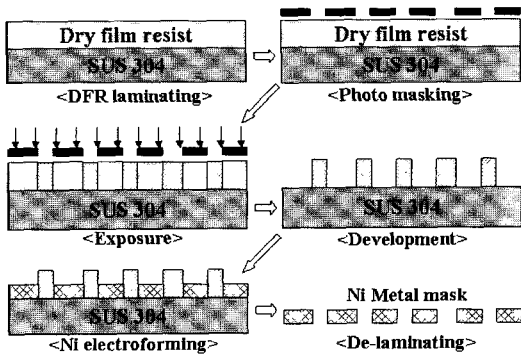 Dry film resist
SUS 304
<DFR laminating>
Dry film resist
SUS 304
<Photo masking>
SUS 304
<Exposure>
SUS 304
<Development>
SUS 304
<Ni electroforming>
Ni Metal mask
<De-laminating>